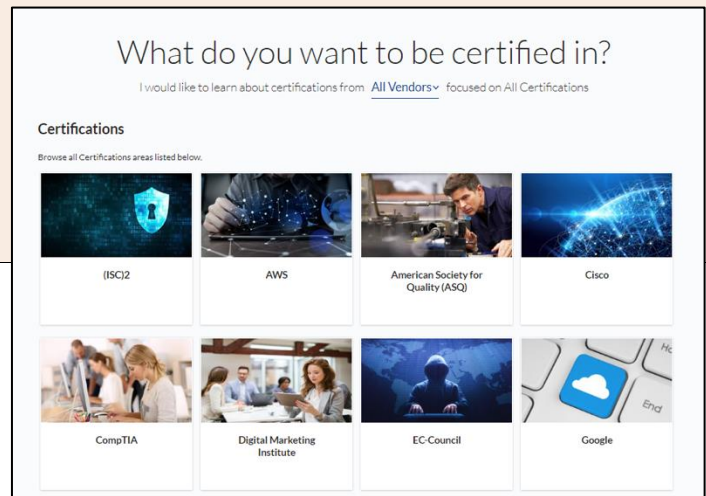 What do you want to be certified in?
I would like to learn about certifications from All Vendors focused on All Certifications
Certifications
Browse all Certifications areas listed below.
(ISC)2
AWS
American Society for
Quality (ASQ)
Cisco
CompTIA
Digital Marketing
Institute
EC-Council
Google
End